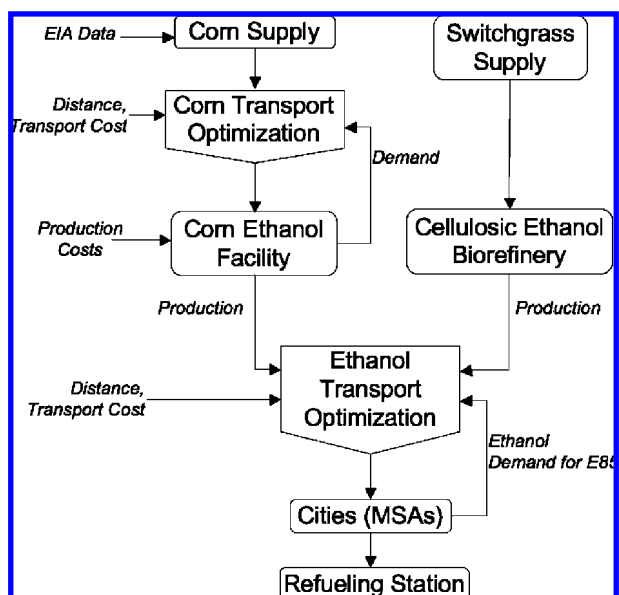 EIA Data
Corn Supply
Switchgrass
Supply
Distance,
Transport Cost
Corn Transport
Optimization
Demand
Production
Costs
Corn Ethanol
Facility
Cellulosic Ethanol
Biorefinery
Production
Production
Ethanol
Transport
Optimization
Distance,
Transport Cost
Ethanol
Demand for E85
Cities (MSAs)
Refueling Station